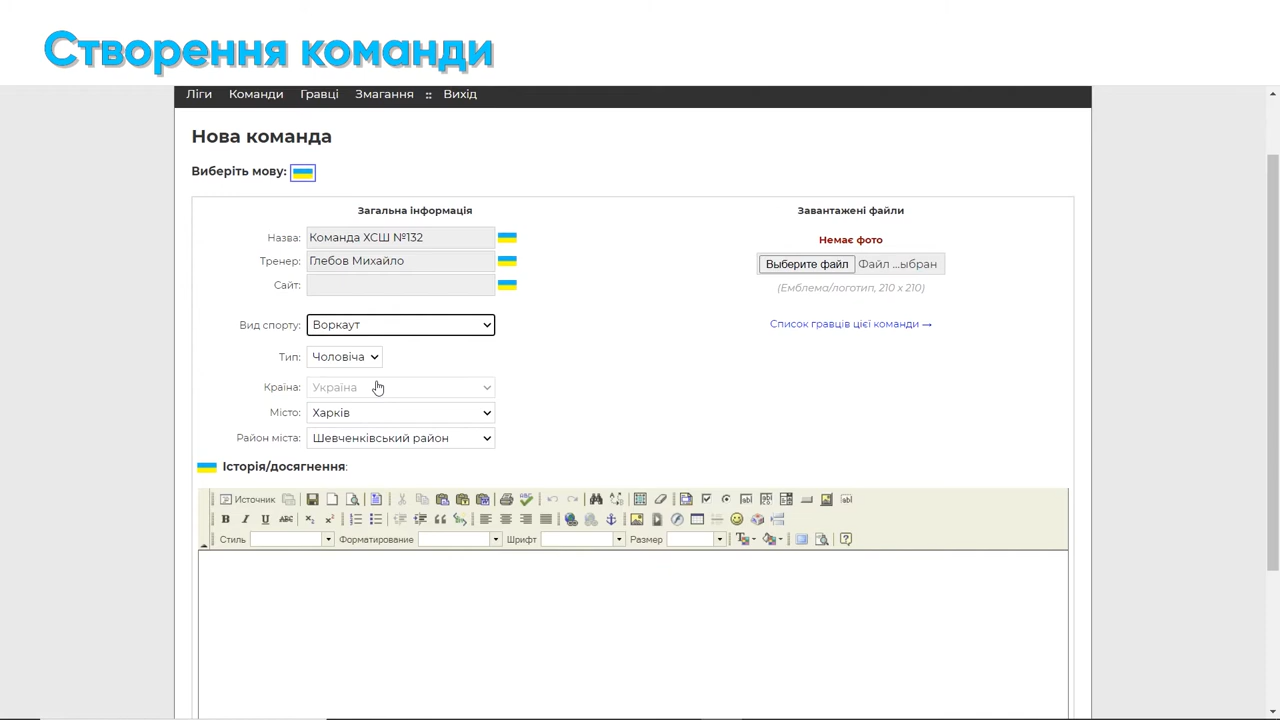 Створення команди
Ліги Команди Гравці Змагання :: Вихід
Нова команда
Виберіть мову:
Загальна інформація
Завантажені файли
Назва: Команда ХСШ №132
Немає фото
Тренер: Глебов Михайло
Выберите файл Файл ...ыбран
Сайт:
(Емблема/логотип, 210 x 210)
Вид спорту: Воркаут
Список гравців цієї команди →
Тип: Чоловіча
Країна: Україна
Місто: Харків
Район міста: Шевченківський район
Історія/досягнення:
Источник
B I U ABC X₂ X²
Стиль Форматирование Шрифт Размер